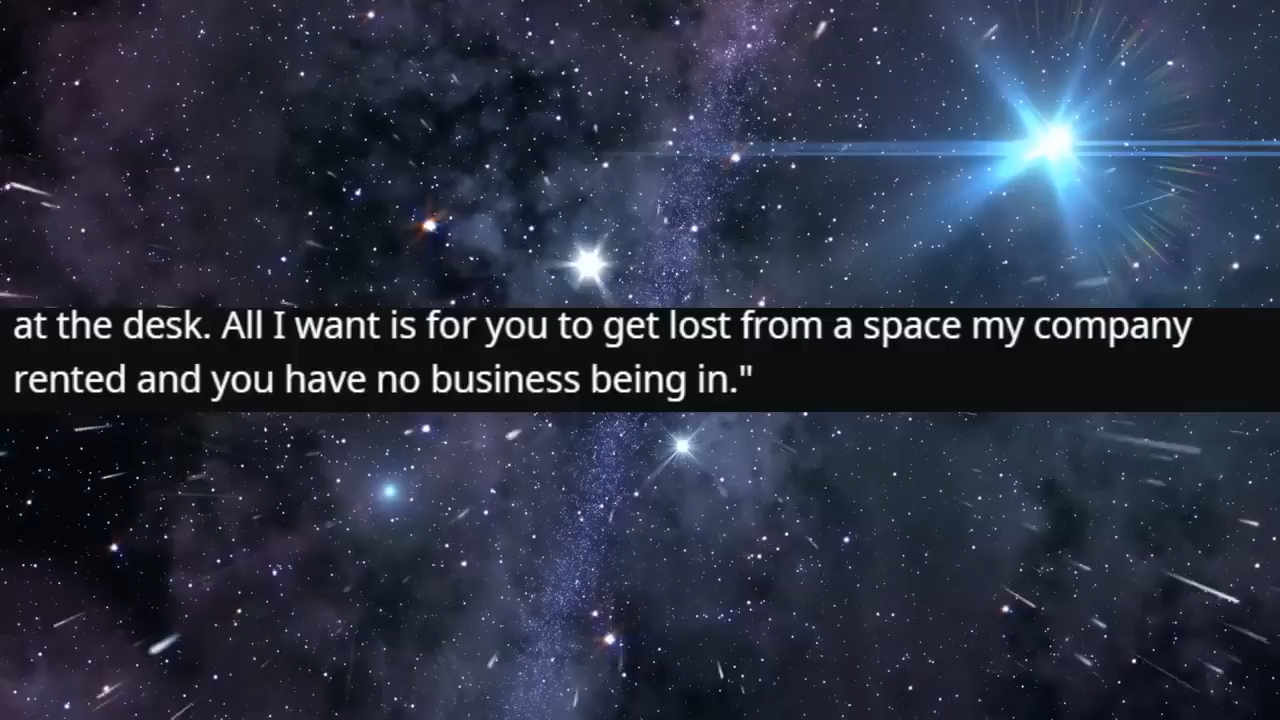 at the desk. All I want is for you to get lost from a space my company
rented and you have no business being in."